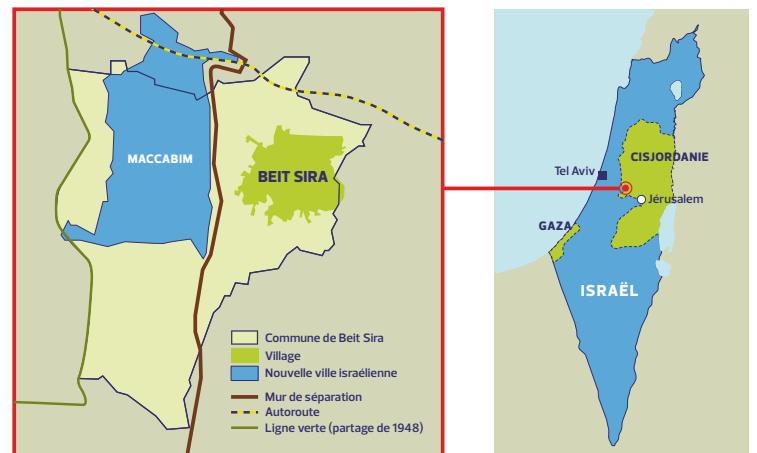 MACCABIM
BEIT SIRA
Commune de Beit Sira
Village
Nouvelle ville israélienne
Mur de séparation
Autoroute
Ligne verte (partage de 1948)
CISJORDANIE
Tel Aviv
Jérusalem
GAZA
ISRAËL